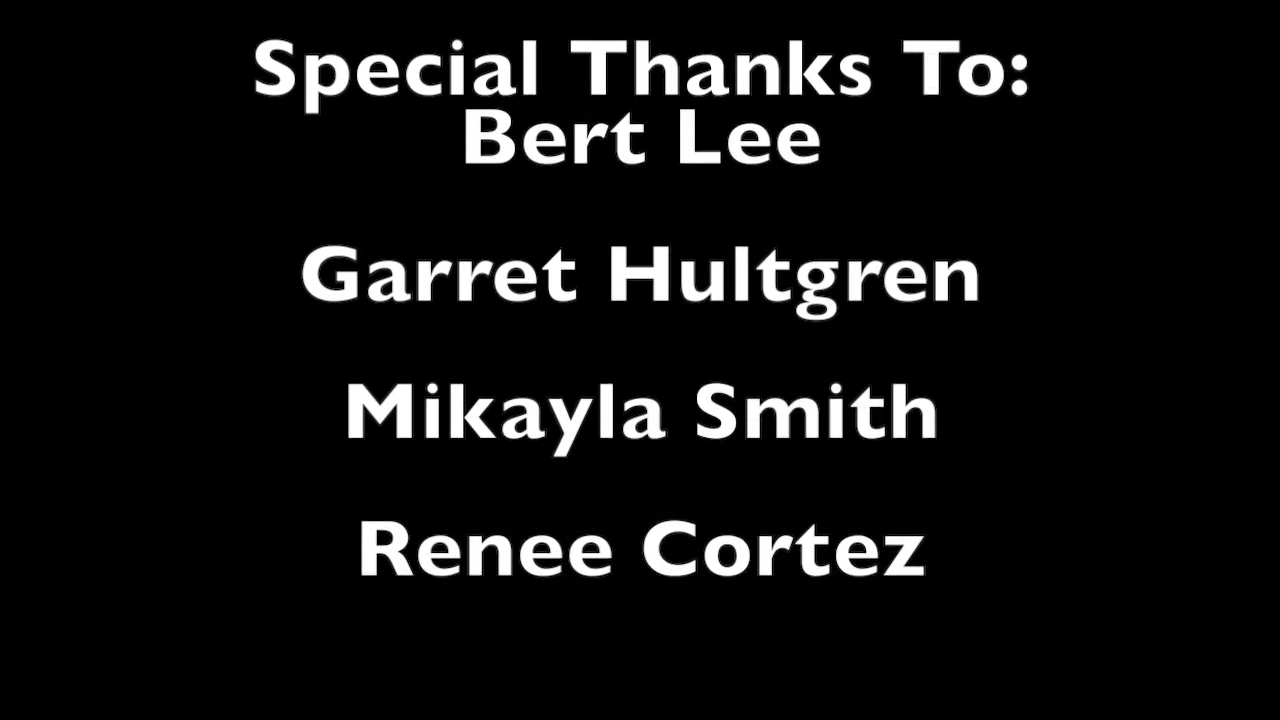 Special Thanks To:
Bert Lee
Garret Hultgren
Mikayla Smith
Renee Cortez